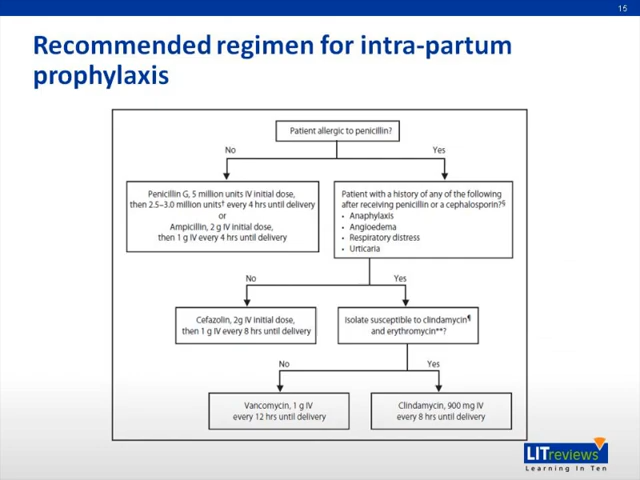 15
Recommended regimen for intra-partum
prophylaxis
Patient allergic to penicillin?
No
Yes
Penicillin G, 5 million units IV initial dose,
then 2.5–3.0 million units† every 4 hrs until delivery
or
Ampicillin, 2 g IV initial dose,
then 1 g IV every 4 hrs until delivery
Patient with a history of any of the following
after receiving penicillin or a cephalosporin?§
• Anaphylaxis
• Angioedema
• Respiratory distress
• Urticaria
No
Yes
Cefazolin, 2g IV initial dose,
then 1 g IV every 8 hrs until delivery
Isolate susceptible to clindamycin¶
and erythromycin**?
No
Yes
Vancomycin, 1 g IV
every 12 hrs until delivery
Clindamycin, 900 mg IV
every 8 hrs until delivery
LITreviews
Learning In Ten